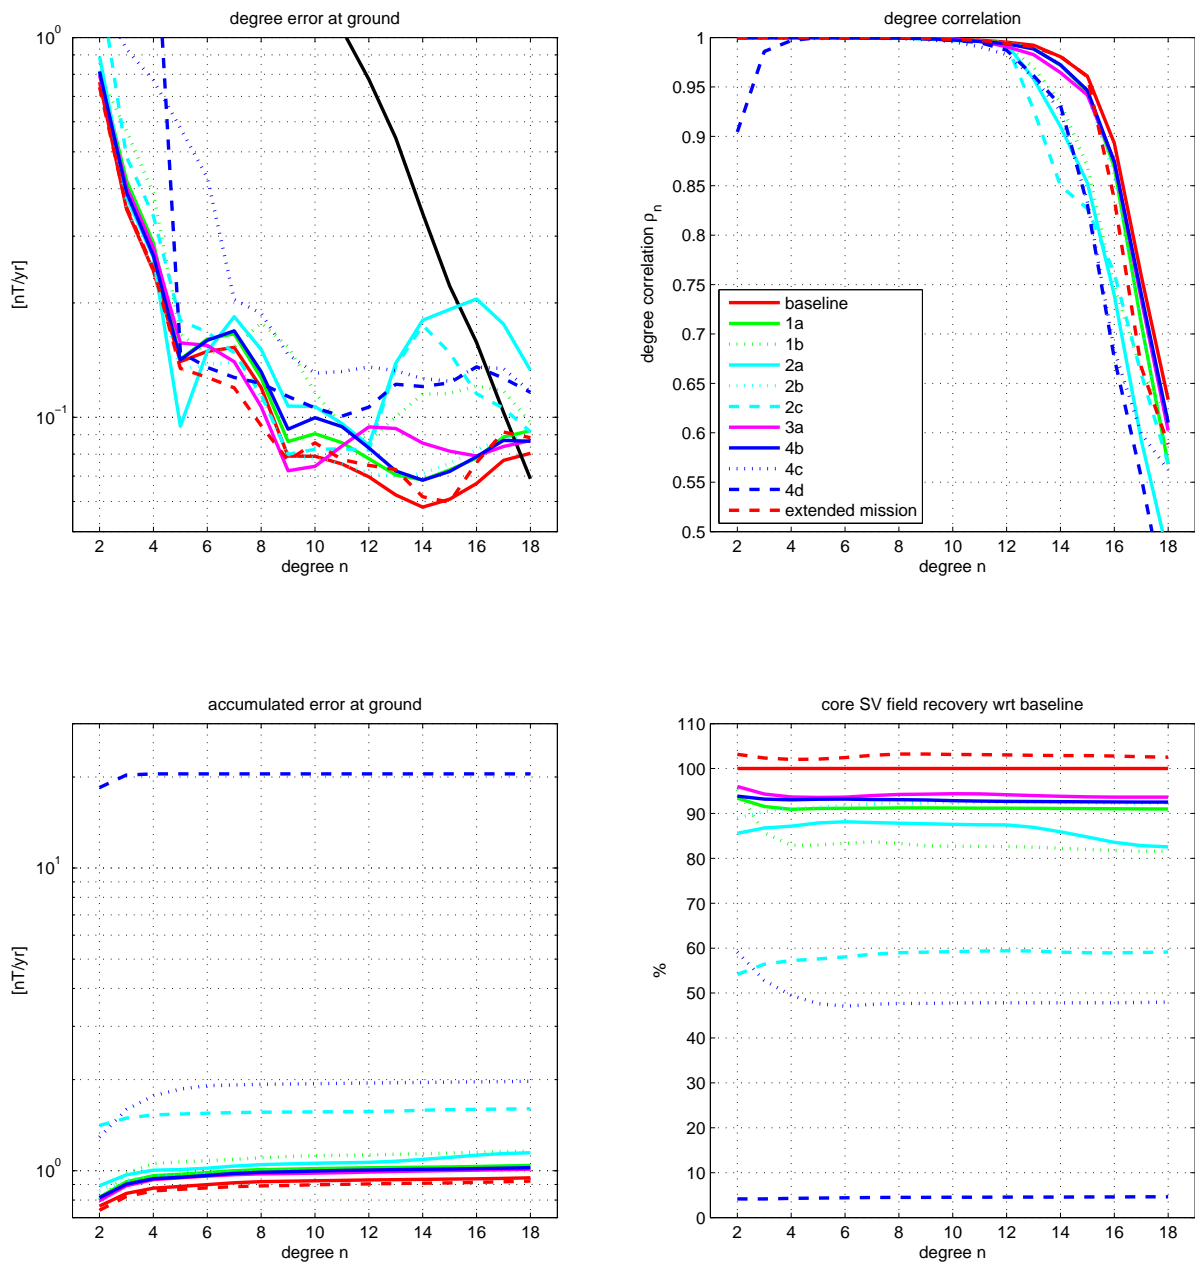 degree error at ground
10^0
10^-1
[nT/yr]
2 4 6 8 10 12 14 16 18
degree n
degree correlation
1
0.95
0.9
0.85
0.8
0.75
0.7
0.65
0.6
0.55
0.5
degree correlation ρ_n
baseline
1a
1b
2a
2b
2c
3a
4b
4c
4d
extended mission
2 4 6 8 10 12 14 16 18
degree n
accumulated error at ground
10^1
10^0
[nT/yr]
2 4 6 8 10 12 14 16 18
degree n
core SV field recovery wrt baseline
110
100
90
80
70
60
50
40
30
20
10
0
%
2 4 6 8 10 12 14 16 18
degree n